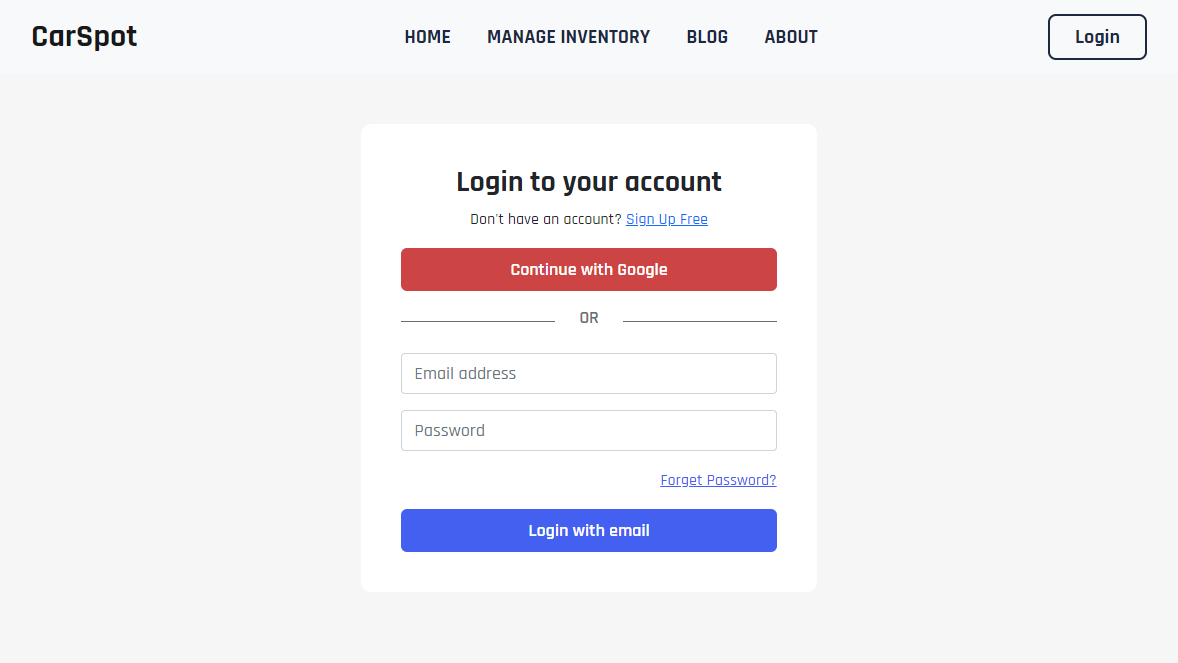 CarSpot HOME MANAGE INVENTORY BLOG ABOUT Login
Login to your account
Don't have an account? Sign Up Free
Continue with Google
OR
Email address
Password
Forget Password?
Login with email